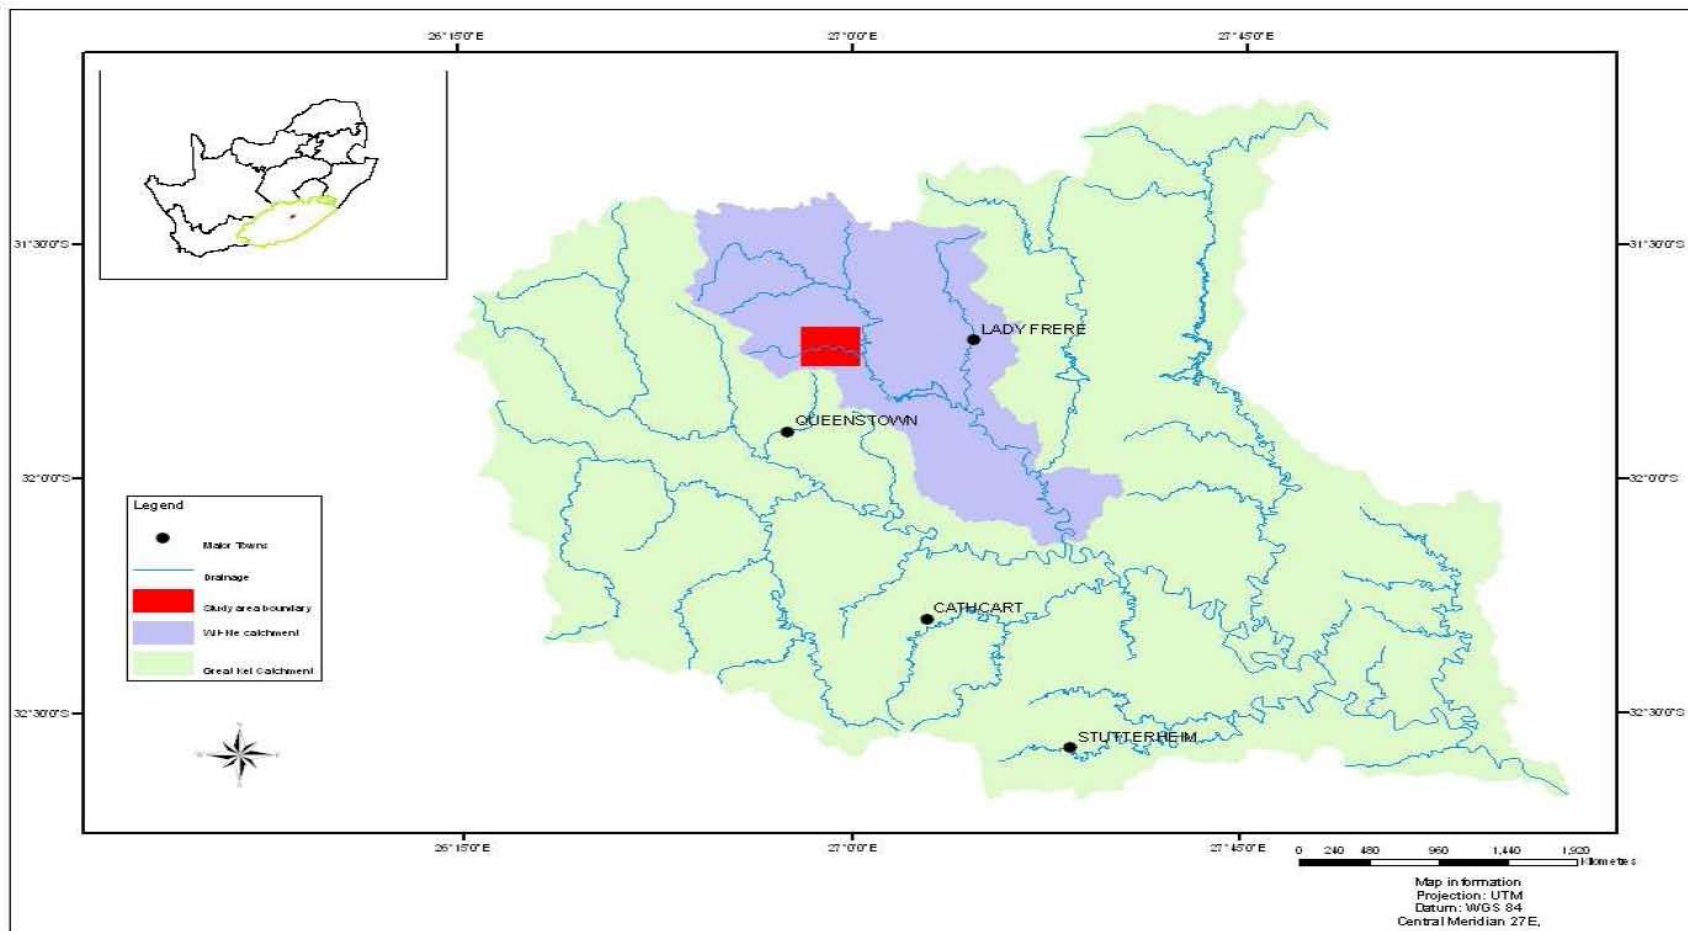 26°15'0"E
27°0'0"E
27°45'0"E
31°30'0"S
31°30'0"S
LADY FRERE
QUEENSTOWN
32°0'0"S
32°0'0"S
Legend
Major Towns
Drainage
Study area boundary
catchment
Great Kei Catchment
CATHCART
32°30'0"S
32°30'0"S
STUTTERHEIM
26°15'0"E
27°0'0"E
27°45'0"E
0 240 480 960 1,440 1,920
Kilometres
Map information
Projection: UTM
Datum: WGS 84
Central Meridian 27E,